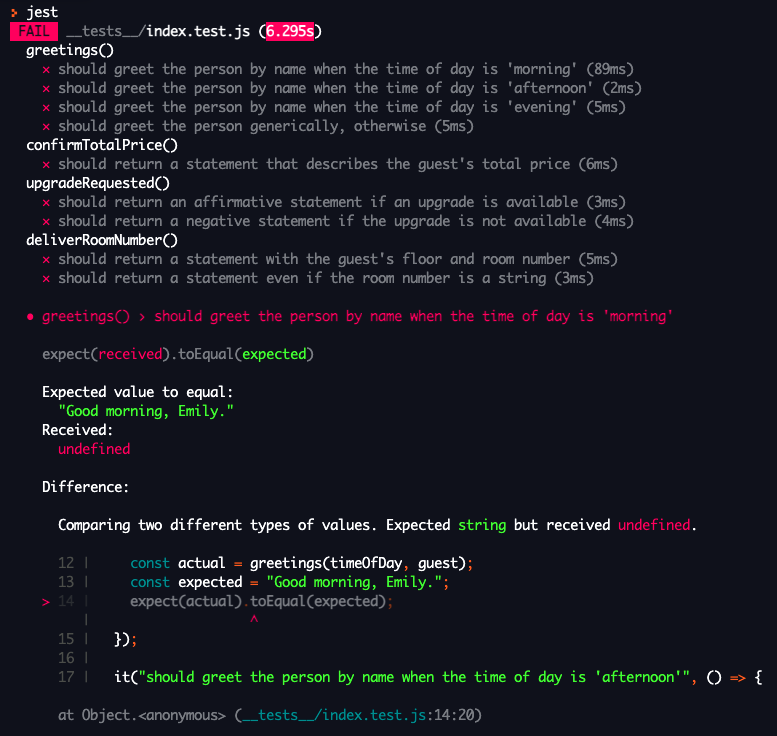 > jest
FAIL __tests__/index.test.js (6.295s)
greetings()
✕ should greet the person by name when the time of day is 'morning' (89ms)
✕ should greet the person by name when the time of day is 'afternoon' (2ms)
✕ should greet the person by name when the time of day is 'evening' (5ms)
✕ should greet the person generically, otherwise (5ms)
confirmTotalPrice()
✕ should return a statement that describes the guest's total price (6ms)
upgradeRequested()
✕ should return an affirmative statement if an upgrade is available (3ms)
✕ should return a negative statement if the upgrade is not available (4ms)
deliverRoomNumber()
✕ should return a statement with the guest's floor and room number (5ms)
✕ should return a statement even if the room number is a string (3ms)
● greetings() › should greet the person by name when the time of day is 'morning'
expect(received).toEqual(expected)
Expected value to equal:
"Good morning, Emily."
Received:
undefined
Difference:
Comparing two different types of values. Expected string but received undefined.
12 | const actual = greetings(timeOfDay, guest);
13 | const expected = "Good morning, Emily.";
> 14 | expect(actual).toEqual(expected);
| ^
15 | });
16 |
17 | it("should greet the person by name when the time of day is 'afternoon'", () => {
at Object.<anonymous> (__tests__/index.test.js:14:20)